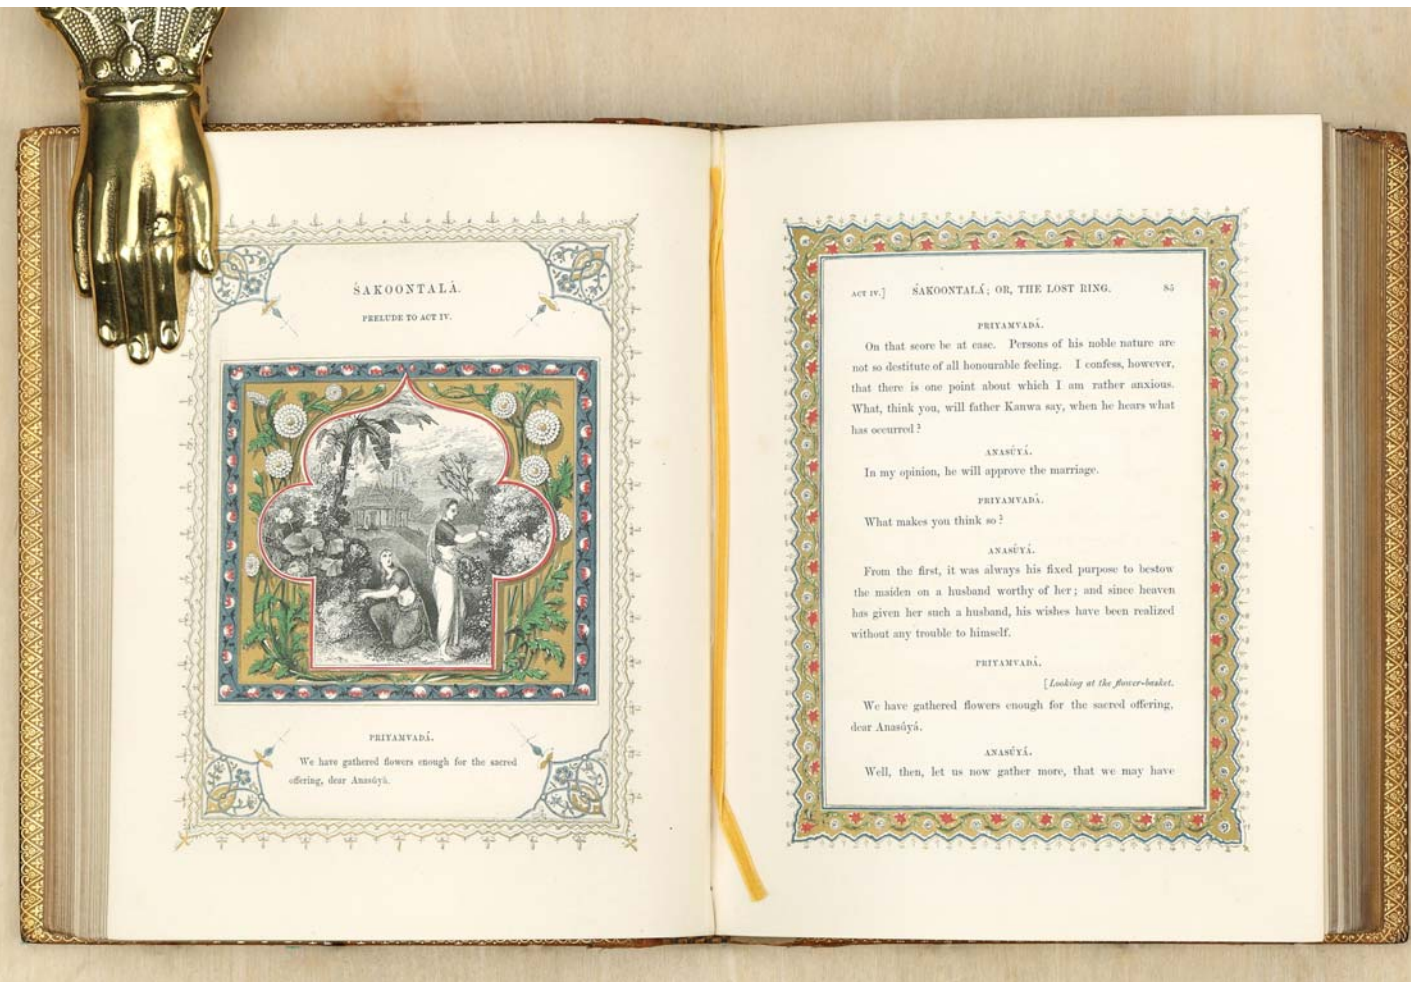 ŚAKOONTALÁ.
PRELUDE TO ACT IV.
PRIYAMVADÁ.
We have gathered flowers enough for the sacred
offering, dear Anasúyá.
ACT IV.] ŚAKOONTALÁ; OR, THE LOST RING. 85
PRIYAMVADÁ.
On that score be at ease. Persons of his noble nature are
not so destitute of all honourable feeling. I confess, however,
that there is one point about which I am rather anxious.
What, think you, will father Kanwa say, when he hears what
has occurred?
ANASÚYÁ.
In my opinion, he will approve the marriage.
PRIYAMVADÁ.
What makes you think so?
ANASÚYÁ.
From the first, it was always his fixed purpose to bestow
the maiden on a husband worthy of her; and since heaven
has given her such a husband, his wishes have been realized
without any trouble to himself.
PRIYAMVADÁ.
[Looking at the flower-basket.
We have gathered flowers enough for the sacred offering,
dear Anasúyá.
ANASÚYÁ.
Well, then, let us now gather more, that we may have